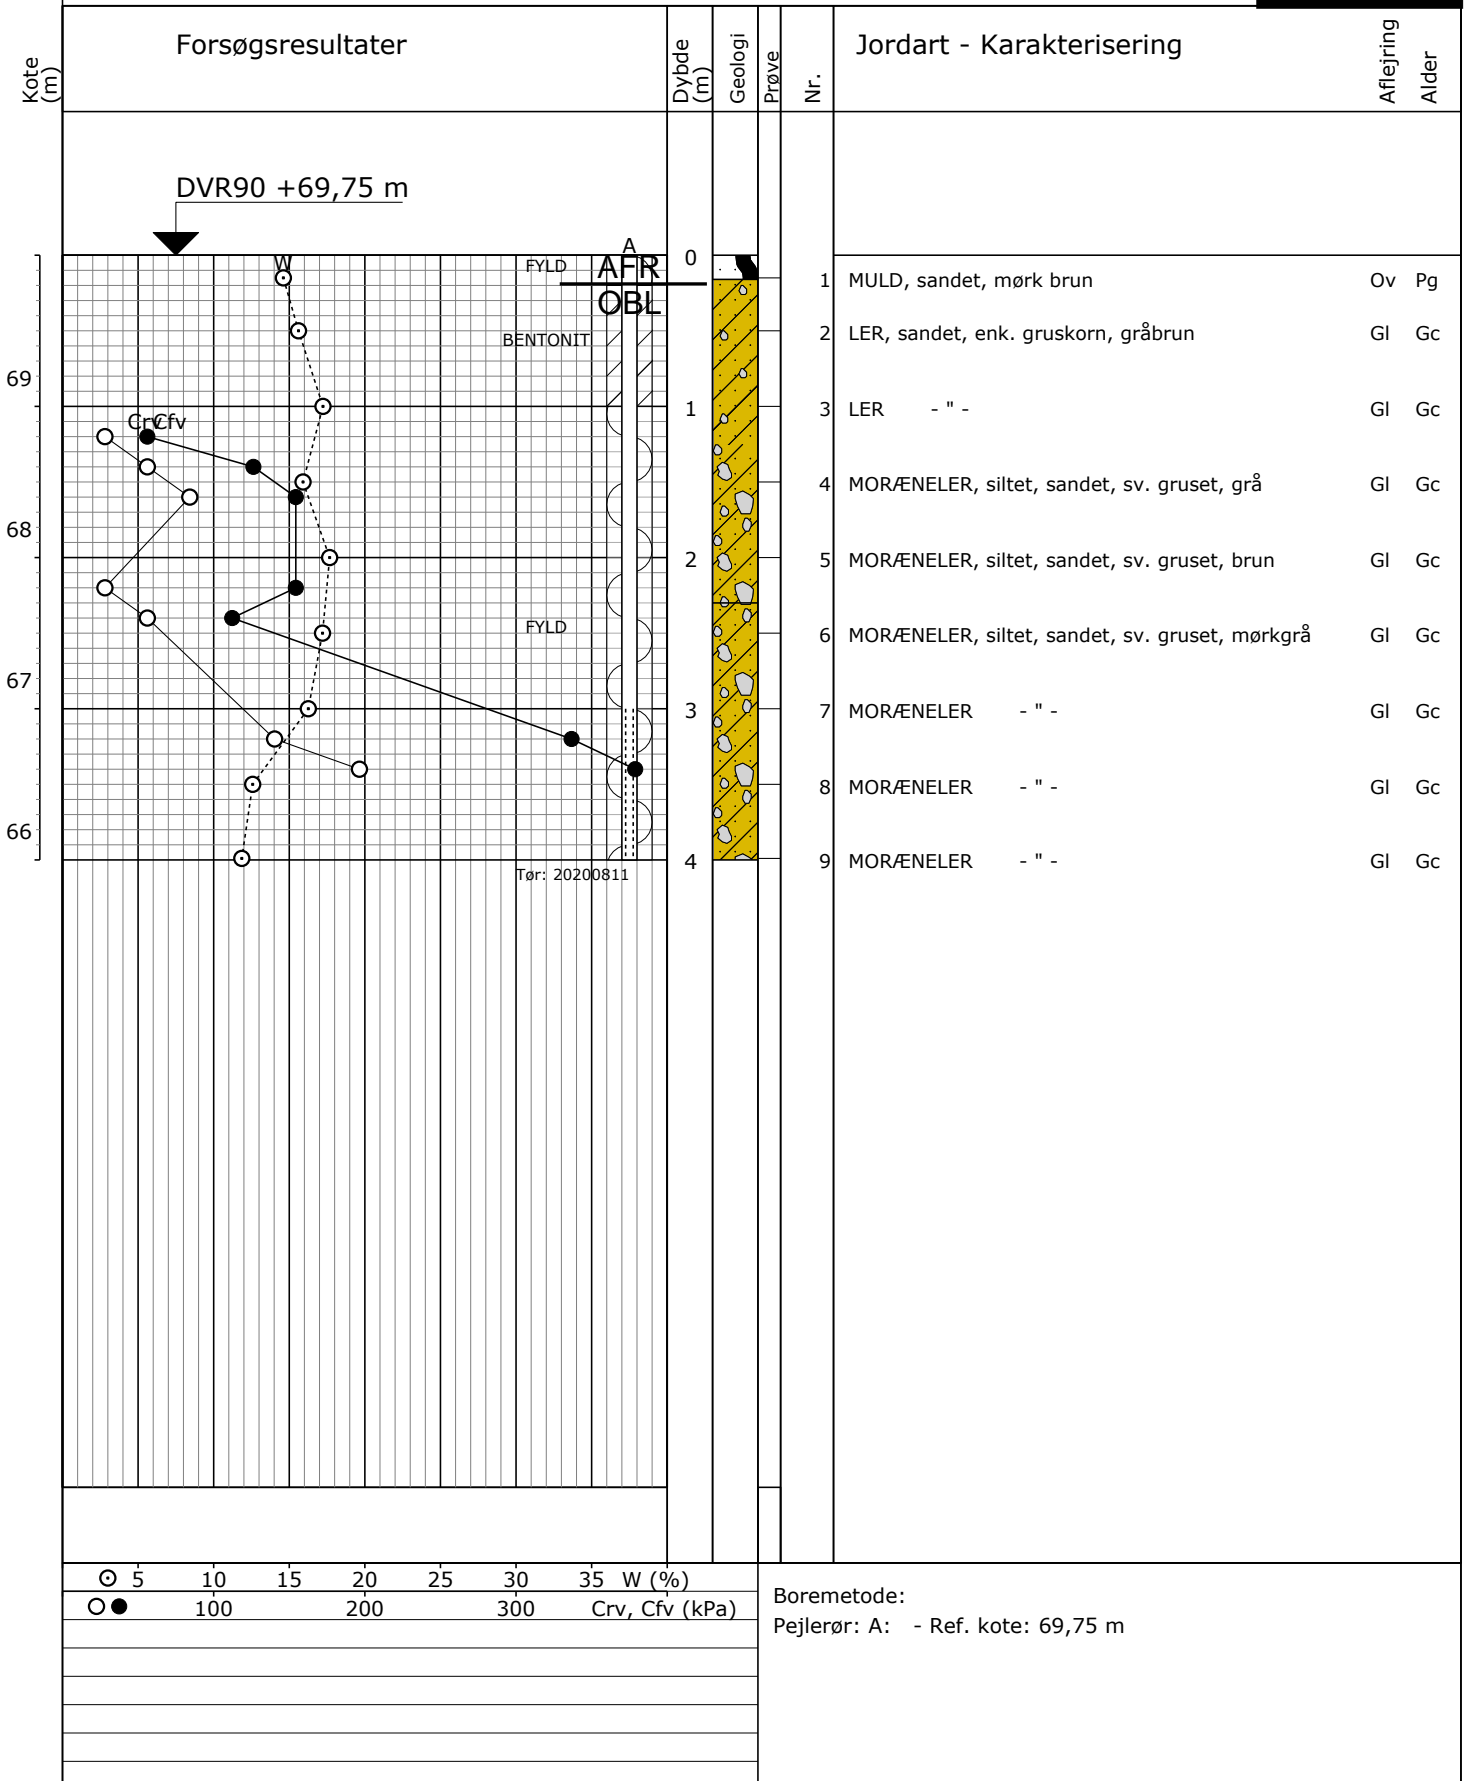 Kote (m)
Forsøgsresultater
Dybde (m)
Geologi
Prøve
Nr.
Jordart - Karakterisering
Aflejring
Alder
DVR90 +69,75 m
A
W
FYLD
AFR
OBL
BENTONIT
0
1 MULD, sandet, mørk brun Ov Pg
2 LER, sandet, enk. gruskorn, gråbrun Gl Gc
69
1
3 LER - " - Gl Gc
Crv
Cfv
4 MORÆNELER, siltet, sandet, sv. gruset, grå Gl Gc
68
2
5 MORÆNELER, siltet, sandet, sv. gruset, brun Gl Gc
FYLD
6 MORÆNELER, siltet, sandet, sv. gruset, mørkgrå Gl Gc
67
3
7 MORÆNELER - " - Gl Gc
8 MORÆNELER - " - Gl Gc
66
4
9 MORÆNELER - " - Gl Gc
Tør: 20200811
5 10 15 20 25 30 35 W (%)
100 200 300 Crv, Cfv (kPa)
Boremetode:
Pejlerør: A: - Ref. kote: 69,75 m